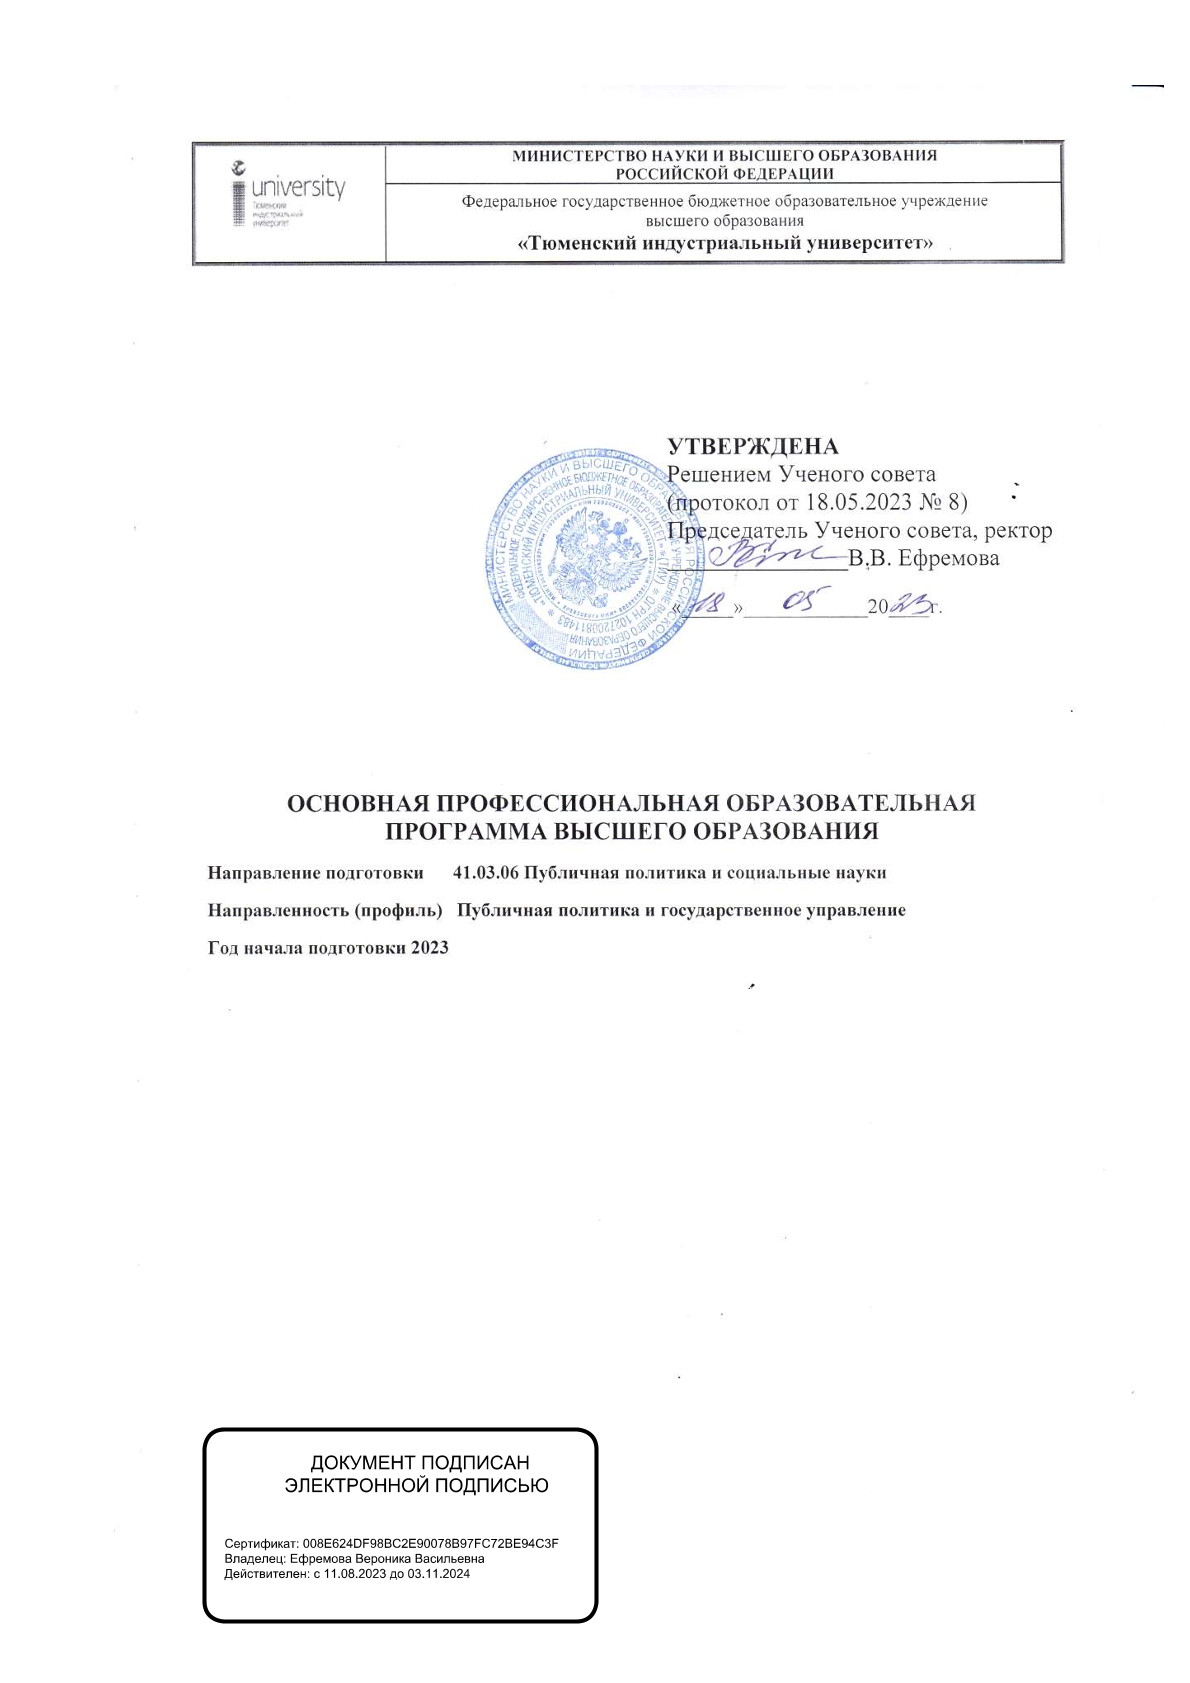 university
Тюменский
индустриальный
университет
МИНИСТЕРСТВО НАУКИ И ВЫСШЕГО ОБРАЗОВАНИЯ
РОССИЙСКОЙ ФЕДЕРАЦИИ
Федеральное государственное бюджетное образовательное учреждение
высшего образования
«Тюменский индустриальный университет»
УТВЕРЖДЕНА
Решением Ученого совета
(протокол от 18.05.2023 № 8)
Председатель Ученого совета, ректор
В.В. Ефремова
«18» 05 2023г.
МИНИСТЕРСТВО НАУКИ И ВЫСШЕГО ОБРАЗОВАНИЯ РОССИЙСКОЙ ФЕДЕРАЦИИ
ФЕДЕРАЛЬНОЕ ГОСУДАРСТВЕННОЕ БЮДЖЕТНОЕ ОБРАЗОВАТЕЛЬНОЕ УЧРЕЖДЕНИЕ ВЫСШЕГО ОБРАЗОВАНИЯ
«ТЮМЕНСКИЙ ИНДУСТРИАЛЬНЫЙ УНИВЕРСИТЕТ» (ТИУ) * ОГРН 1027200811483 *
ОСНОВНАЯ ПРОФЕССИОНАЛЬНАЯ ОБРАЗОВАТЕЛЬНАЯ
ПРОГРАММА ВЫСШЕГО ОБРАЗОВАНИЯ
Направление подготовки 41.03.06 Публичная политика и социальные науки
Направленность (профиль) Публичная политика и государственное управление
Год начала подготовки 2023
ДОКУМЕНТ ПОДПИСАН
ЭЛЕКТРОННОЙ ПОДПИСЬЮ
Сертификат: 008E624DF98BC2E90078B97FC72BE94C3F
Владелец: Ефремова Вероника Васильевна
Действителен: с 11.08.2023 до 03.11.2024